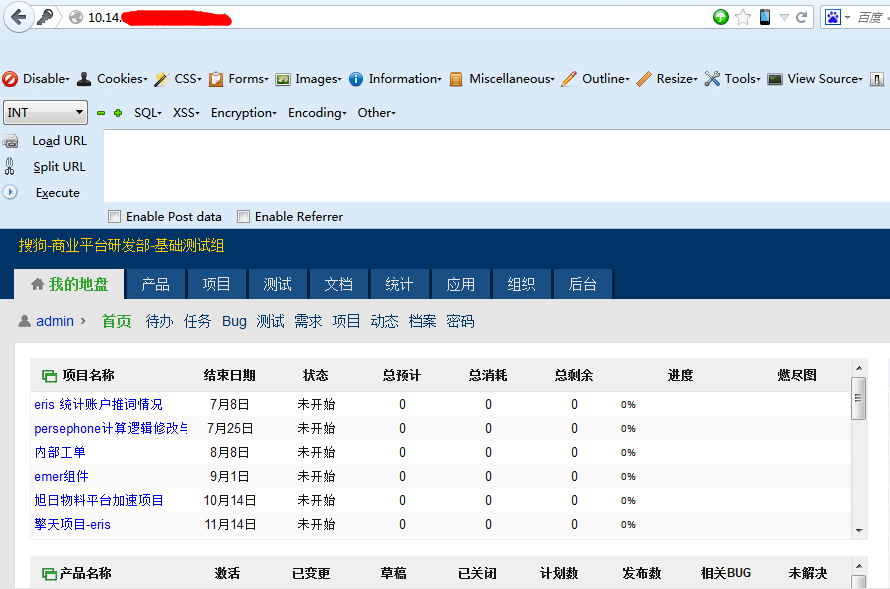 10.14.
百度
Disable Cookies CSS Forms Images Information Miscellaneous Outline Resize Tools View Source
INT SQL XSS Encryption Encoding Other
Load URL
Split URL
Execute
Enable Post data Enable Referrer
搜狗-商业平台研发部-基础测试组
我的地盘 产品 项目 测试 文档 统计 应用 组织 后台
admin › 首页 待办 任务 Bug 测试 需求 项目 动态 档案 密码
项目名称 结束日期 状态 总预计 总消耗 总剩余 进度 燃尽图
eris 统计账户推词情况 7月8日 未开始 0 0 0 0%
persephone计算逻辑修改与 7月25日 未开始 0 0 0 0%
内部工单 8月8日 未开始 0 0 0 0%
emer组件 9月1日 未开始 0 0 0 0%
旭日物料平台加速项目 10月14日 未开始 0 0 0 0%
擎天项目-eris 11月14日 未开始 0 0 0 0%
产品名称 激活 已变更 草稿 已关闭 计划数 发布数 相关BUG 未解决